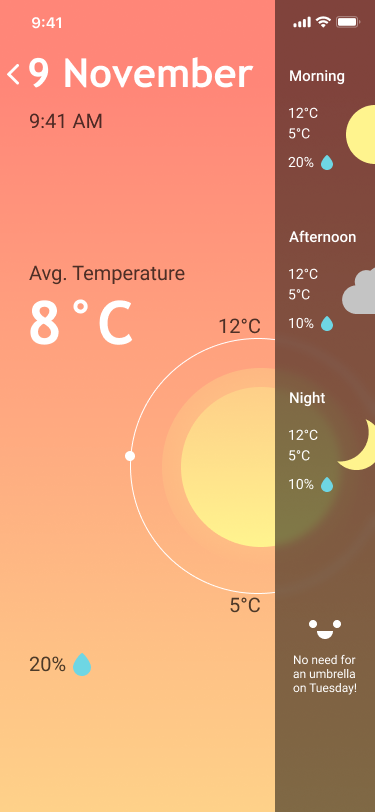 9:41
9 November
9:41 AM
Avg. Temperature
8°C
12°C
5°C
20%
Morning
12°C
5°C
20%
Afternoon
12°C
5°C
10%
Night
12°C
5°C
10%
No need for
an umbrella
on Tuesday!